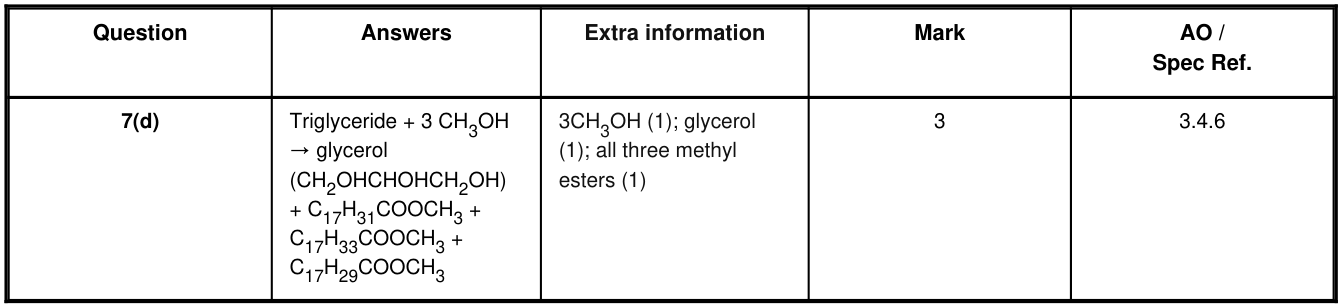 Question Answers Extra information Mark AO /
Spec Ref.
7(d) Triglyceride + 3 CH₃OH 3CH₃OH (1); glycerol 3 3.4.6
→ glycerol (1); all three methyl
(CH₂OHCHOHCH₂OH) esters (1)
+ C₁₇H₃₁COOCH₃ +
C₁₇H₃₃COOCH₃ +
C₁₇H₂₉COOCH₃